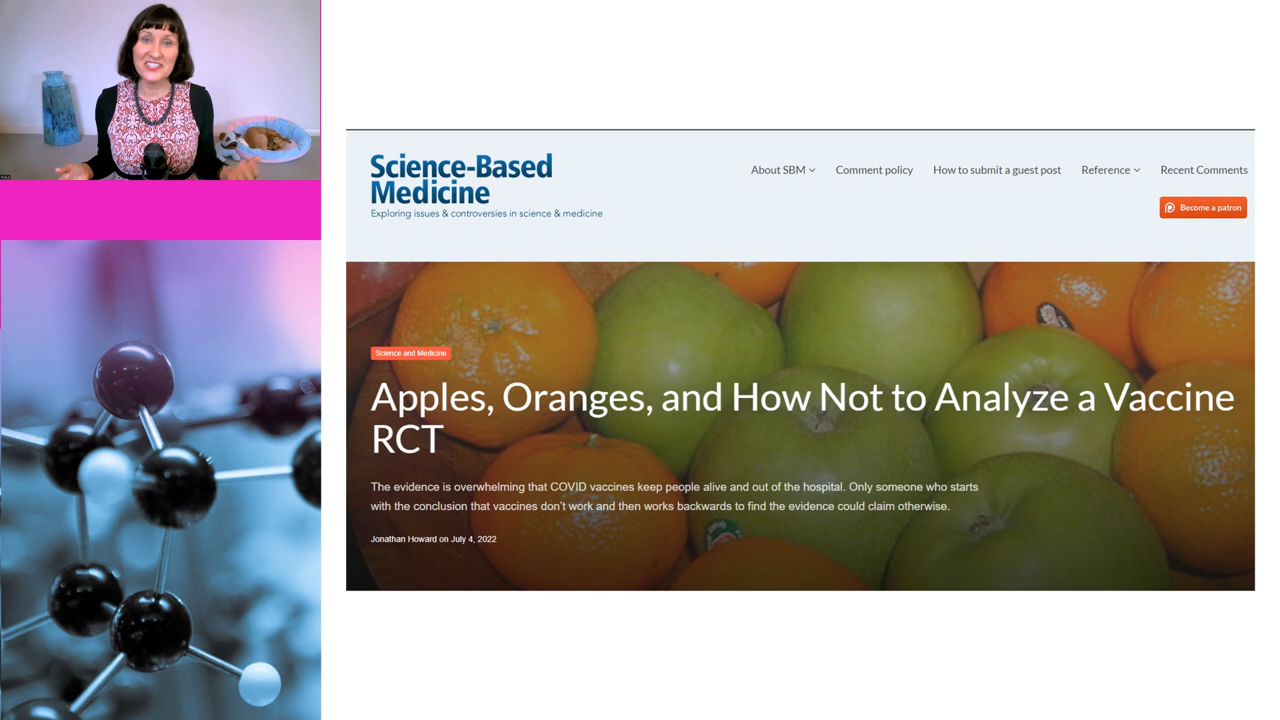 Science-Based
Medicine
Exploring issues & controversies in science & medicine
About SBM
Comment policy
How to submit a guest post
Reference
Recent Comments
Become a patron
Science and Medicine
Apples, Oranges, and How Not to Analyze a Vaccine
RCT
The evidence is overwhelming that COVID vaccines keep people alive and out of the hospital. Only someone who starts
with the conclusion that vaccines don't work and then works backwards to find the evidence could claim otherwise.
Jonathan Howard on July 4, 2022